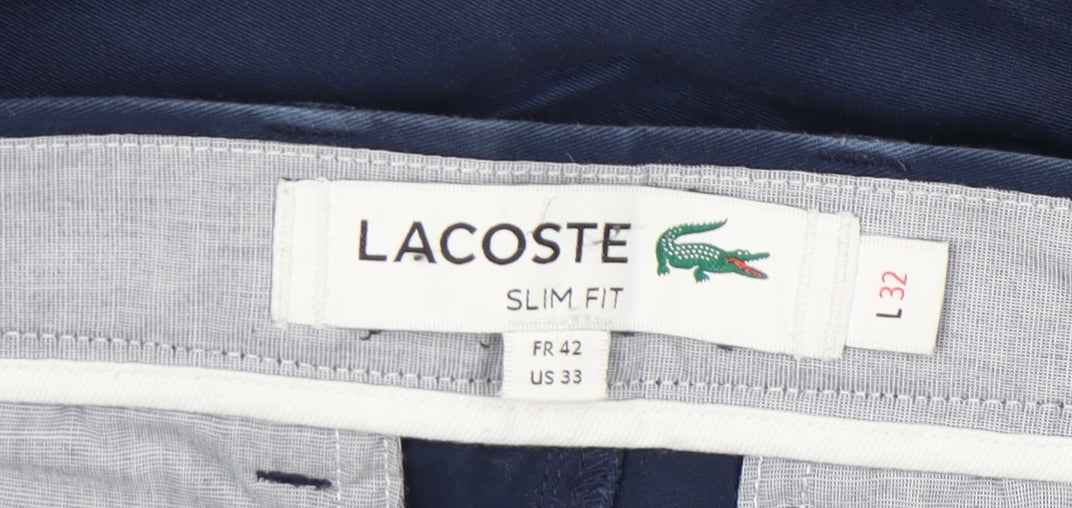 LACOSTE
SLIM FIT
FR 42
US 33
L 32